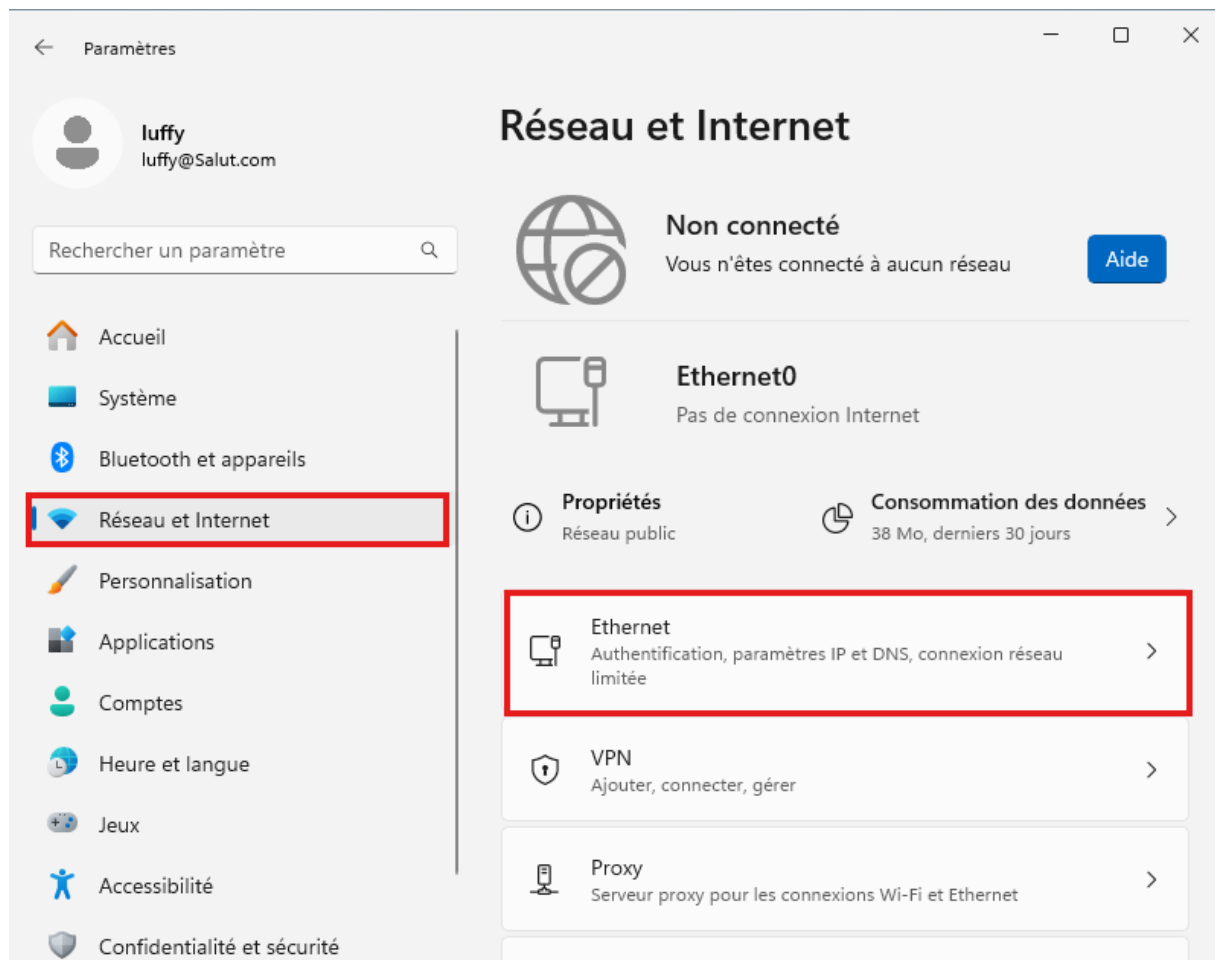 Paramètres
luffy
luffy@Salut.com
Rechercher un paramètre
Accueil
Système
Bluetooth et appareils
Réseau et Internet
Personnalisation
Applications
Comptes
Heure et langue
Jeux
Accessibilité
Confidentialité et sécurité
Réseau et Internet
Non connecté
Vous n'êtes connecté à aucun réseau
Aide
Ethernet0
Pas de connexion Internet
Propriétés
Réseau public
Consommation des données
38 Mo, derniers 30 jours
Ethernet
Authentification, paramètres IP et DNS, connexion réseau
limitée
VPN
Ajouter, connecter, gérer
Proxy
Serveur proxy pour les connexions Wi-Fi et Ethernet